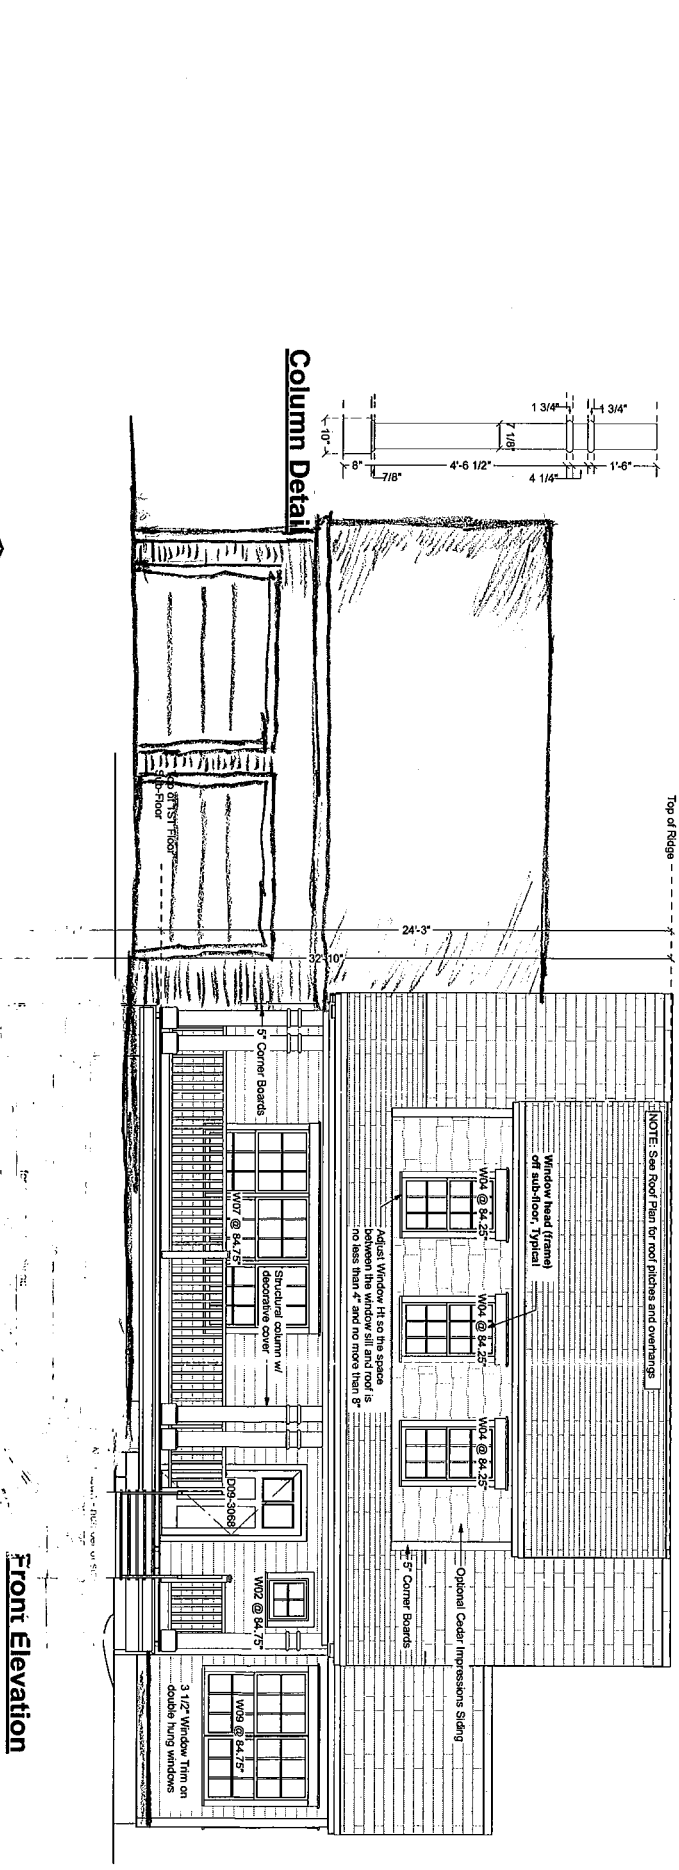 Column Detail
1 3/4"
1 3/4"
7 1/8"
10"
8"
7/8"
4'-6 1/2"
4 1/4"
1'-6"
Top of Ridge
24'-3"
32'-10"
Top of 1ST Floor
Sub-Floor
NOTE: See Roof Plan for roof pitches and overhangs
Window head (frame)
off sub-floor, Typical
W04 @ 84.25"
W04 @ 84.25"
W04 @ 84.25"
Adjust Window Ht so the space
between the window sill and roof is
no less than 4" and no more than 8"
Optional Cedar Impressions Siding
5" Corner Boards
5" Corner Boards
W07 @ 84.75"
Structural column w/
decorative cover
D09-3068
W02 @ 84.75"
W09 @ 84.75"
3 1/2" Window Trim on
double hung windows
Front Elevation